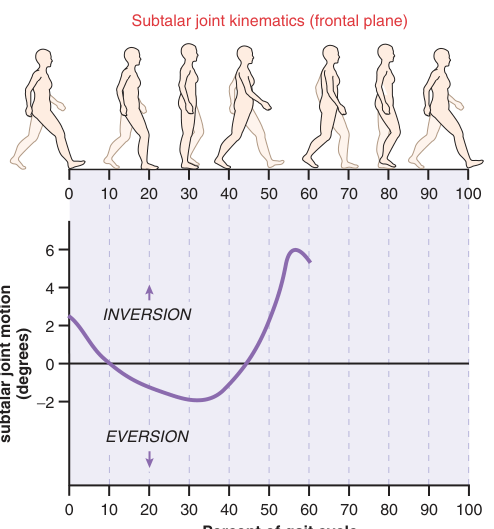 Subtalar joint kinematics (frontal plane)
0 10 20 30 40 50 60 70 80 90 100
6
4
INVERSION
2
0
−2
subtalar joint motion
(degrees)
EVERSION
0 10 20 30 40 50 60 70 80 90 100
Percent of gait cycle